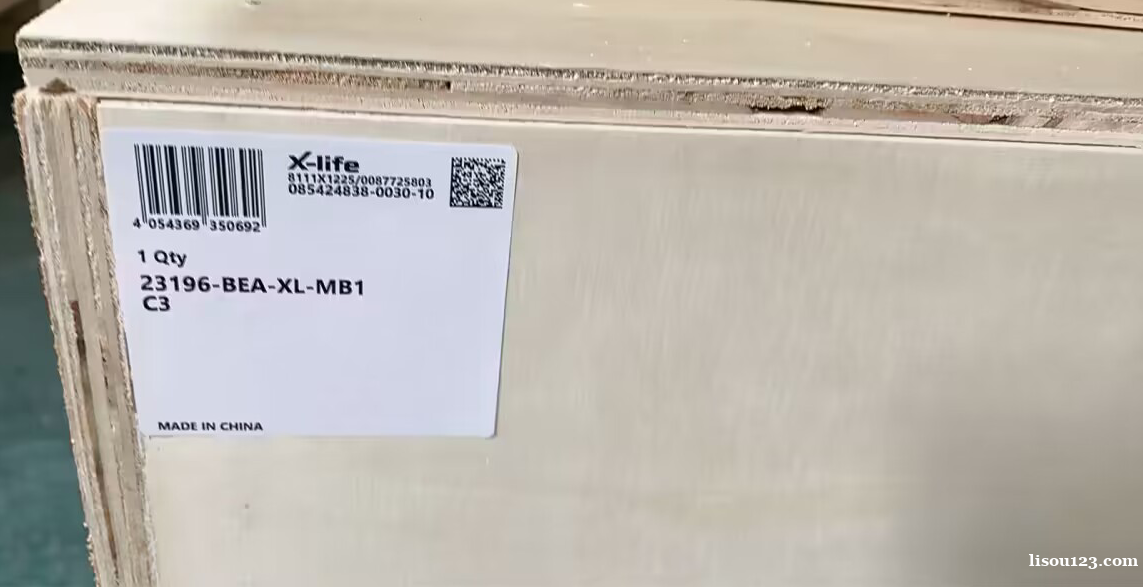 X-life
8111X1225/0087725803
085424838-0030-10
4 054369 350692
1 Qty
23196-BEA-XL-MB1
C3
MADE IN CHINA
lisou123.com